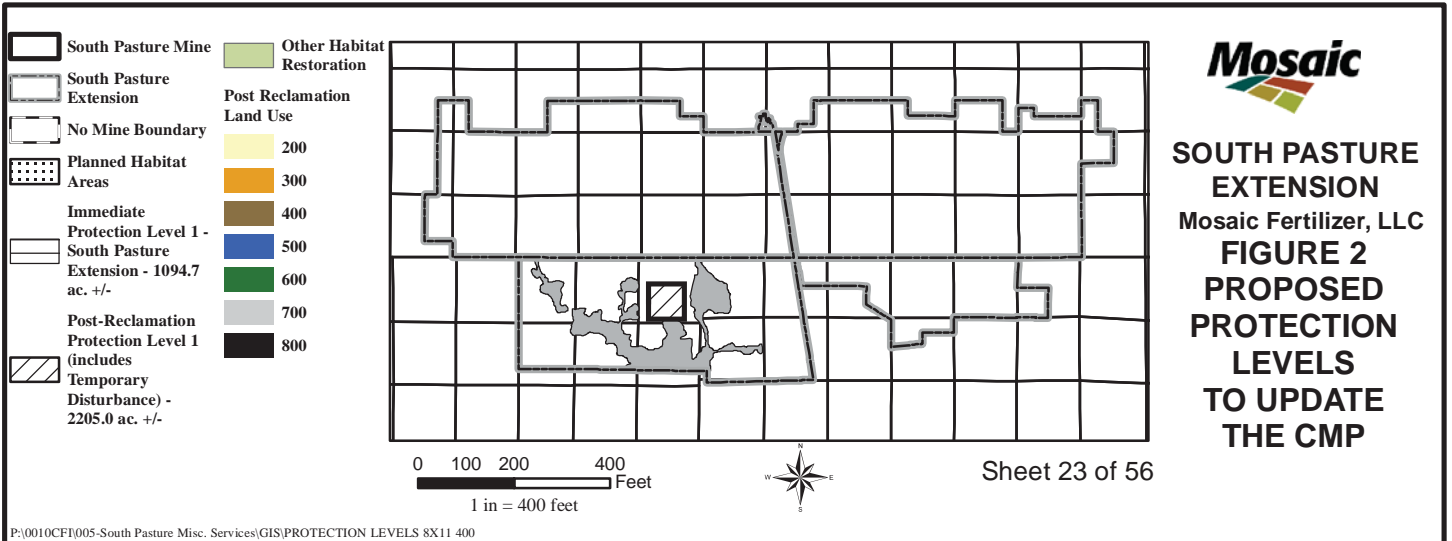 South Pasture Mine
South Pasture
Extension
No Mine Boundary
Planned Habitat
Areas
Immediate
Protection Level 1 -
South Pasture
Extension - 1094.7
ac. +/-
Post-Reclamation
Protection Level 1
(includes
Temporary
Disturbance) -
2205.0 ac. +/-
Other Habitat
Restoration
Post Reclamation
Land Use
200
300
400
500
600
700
800
0 100 200 400
Feet
1 in = 400 feet
N
W E
S
Sheet 23 of 56
Mosaic
SOUTH PASTURE
EXTENSION
Mosaic Fertilizer, LLC
FIGURE 2
PROPOSED
PROTECTION
LEVELS
TO UPDATE
THE CMP
P:\0010CFI\005-South Pasture Misc. Services\GIS\PROTECTION LEVELS 8X11 400